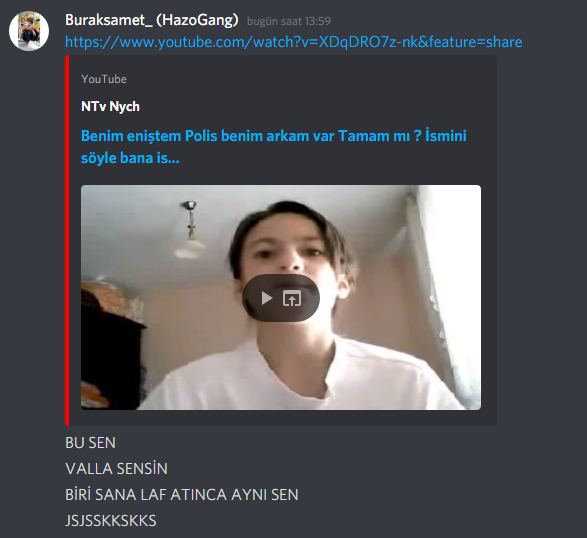 Buraksamet_ (HazoGang) bugün saat 13:59
https://www.youtube.com/watch?v=XDqDRO7z-nk&feature=share
YouTube
NTv Nych
Benim eniştem Polis benim arkam var Tamam mı ? İsmini
söyle bana is...
BU SEN
VALLA SENSİN
BİRİ SANA LAF ATINCA AYNI SEN
JSJSSKKSKKS